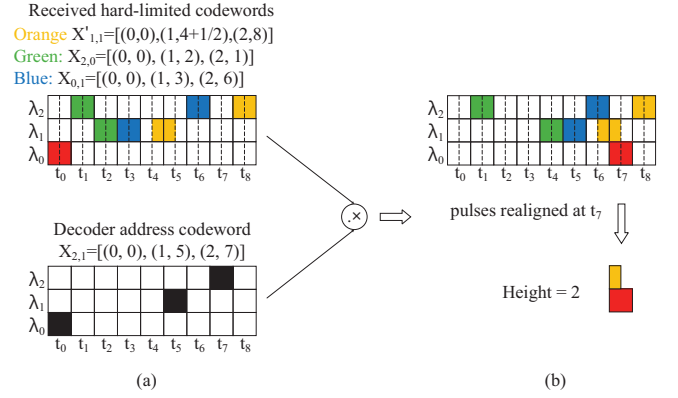 Received hard-limited codewords
Orange X'₁,₁=[(0,0),(1,4+1/2),(2,8)]
Green: X₂,₀=[(0, 0), (1, 2), (2, 1)]
Blue: X₀,₁=[(0, 0), (1, 3), (2, 6)]
λ₂
λ₁
λ₀
t₀ t₁ t₂ t₃ t₄ t₅ t₆ t₇ t₈
Decoder address codeword
X₂,₁=[(0, 0), (1, 5), (2, 7)]
λ₂
λ₁
λ₀
t₀ t₁ t₂ t₃ t₄ t₅ t₆ t₇ t₈
(a)
.×
λ₂
λ₁
λ₀
t₀ t₁ t₂ t₃ t₄ t₅ t₆ t₇ t₈
pulses realigned at t₇
Height = 2
(b)